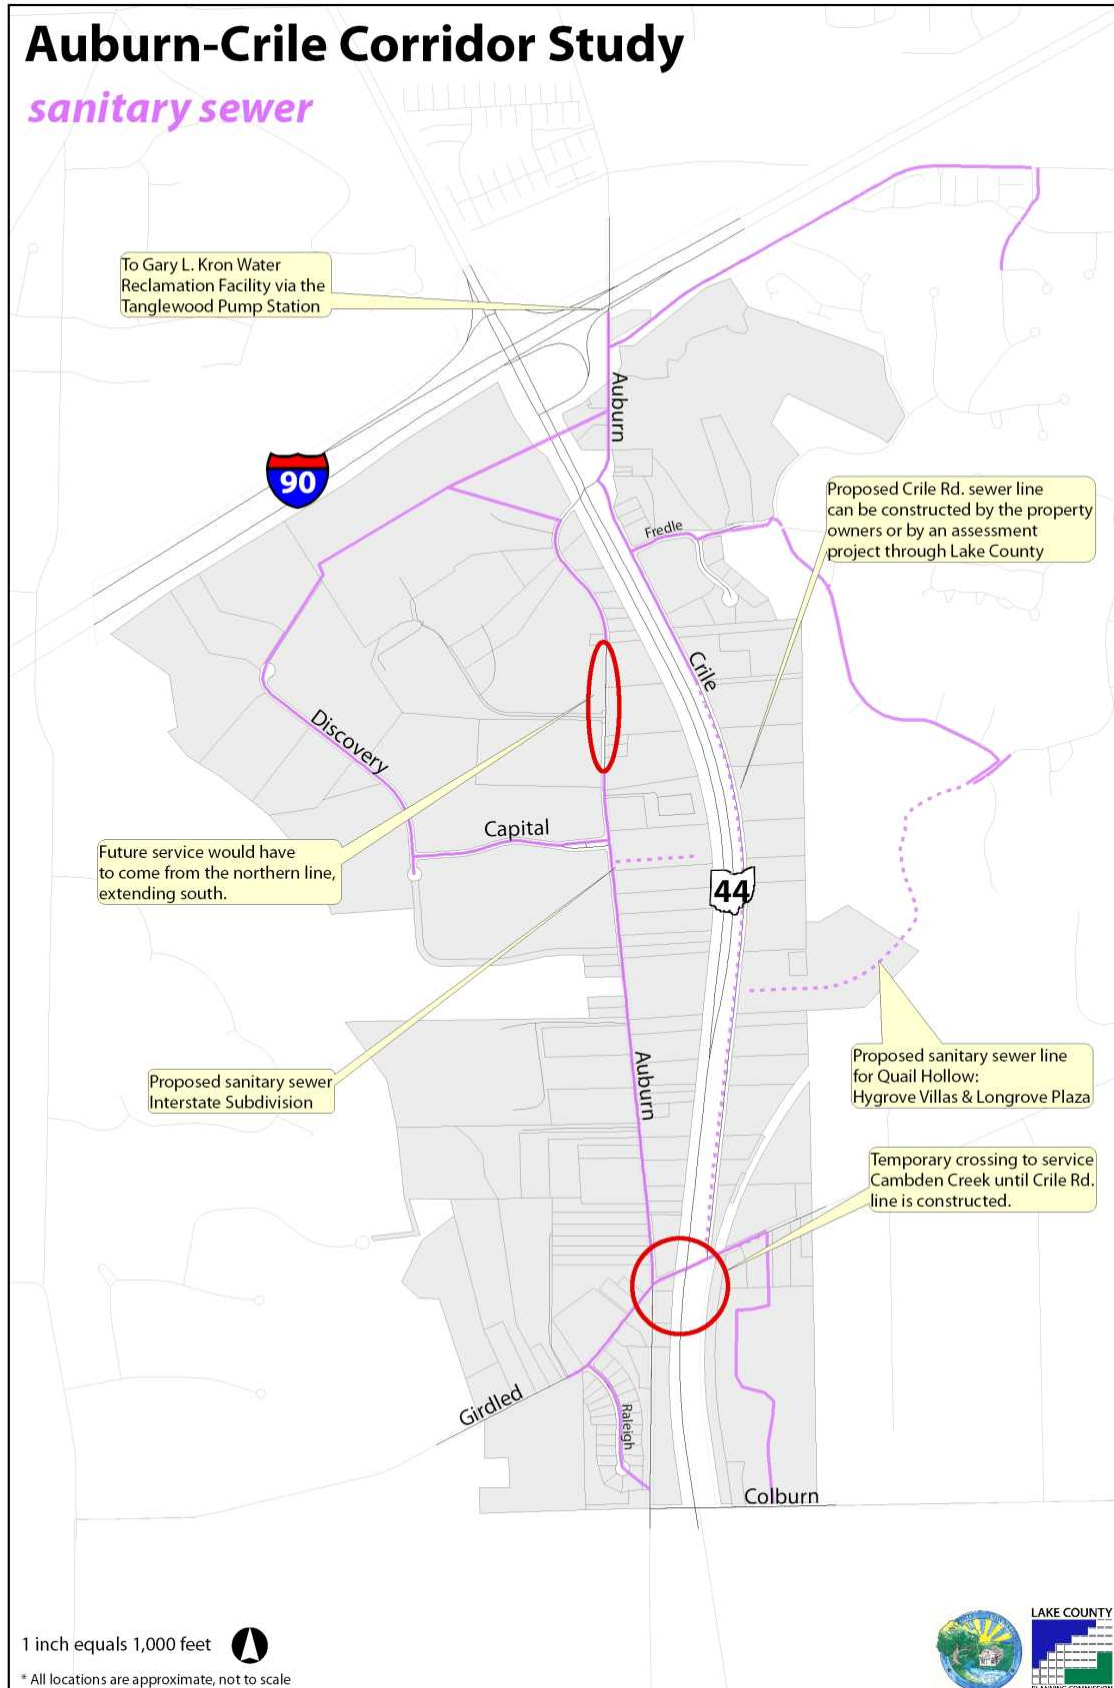 Auburn-Crile Corridor Study
sanitary sewer
To Gary L. Kron Water
Reclamation Facility via the
Tanglewood Pump Station
Auburn
90
Proposed Crile Rd. sewer line
can be constructed by the property
owners or by an assessment
project through Lake County
Fredle
Crile
Discovery
Capital
Future service would have
to come from the northern line,
extending south.
44
Proposed sanitary sewer
Interstate Subdivision
Auburn
Proposed sanitary sewer line
for Quail Hollow:
Hygrove Villas & Longrove Plaza
Temporary crossing to service
Cambden Creek until Crile Rd.
line is constructed.
Girdled
Raleigh
Colburn
1 inch equals 1,000 feet
* All locations are approximate, not to scale
LAKE COUNTY
PLANNING COMMISSION